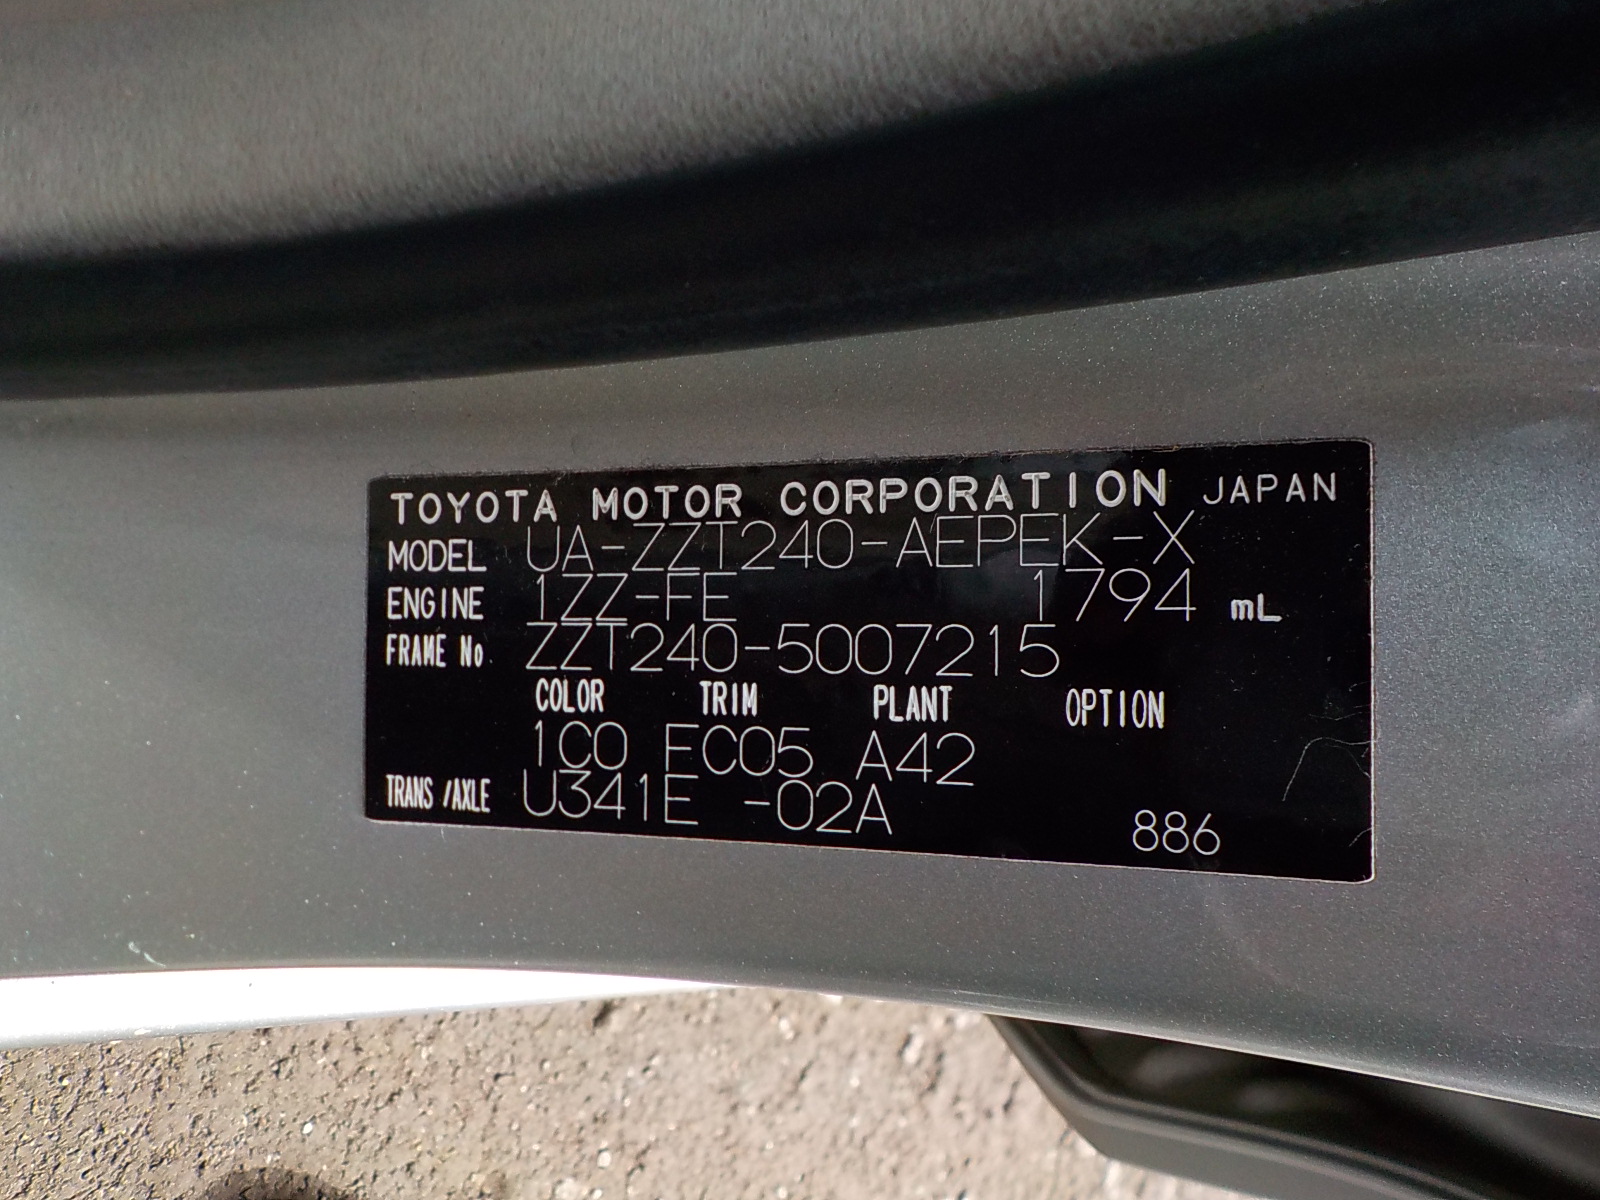 TOYOTA MOTOR CORPORATION JAPAN
MODEL UA-ZZT240-AEPEK-X
ENGINE 1ZZ-FE 1794 mL
FRAME No. ZZT240-5007215
COLOR TRIM PLANT OPTION
1C0 FC05 A42
TRANS/AXLE U341E -02A
886